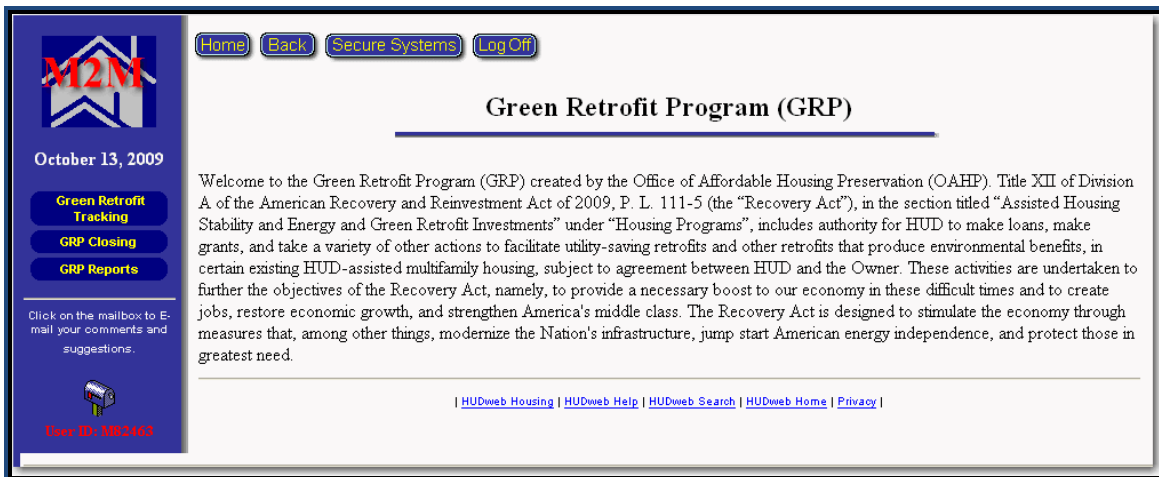 M2M
October 13, 2009
Green Retrofit
Tracking
GRP Closing
GRP Reports
Click on the mailbox to E-
mail your comments and
suggestions.
User ID: M82463
Home Back Secure Systems Log Off
Green Retrofit Program (GRP)
Welcome to the Green Retrofit Program (GRP) created by the Office of Affordable Housing Preservation (OAHP). Title XII of Division
A of the American Recovery and Reinvestment Act of 2009, P. L. 111-5 (the “Recovery Act”), in the section titled “Assisted Housing
Stability and Energy and Green Retrofit Investments” under “Housing Programs”, includes authority for HUD to make loans, make
grants, and take a variety of other actions to facilitate utility-saving retrofits and other retrofits that produce environmental benefits, in
certain existing HUD-assisted multifamily housing, subject to agreement between HUD and the Owner. These activities are undertaken to
further the objectives of the Recovery Act, namely, to provide a necessary boost to our economy in these difficult times and to create
jobs, restore economic growth, and strengthen America's middle class. The Recovery Act is designed to stimulate the economy through
measures that, among other things, modernize the Nation's infrastructure, jump start American energy independence, and protect those in
greatest need.
| HUDweb Housing | HUDweb Help | HUDweb Search | HUDweb Home | Privacy |